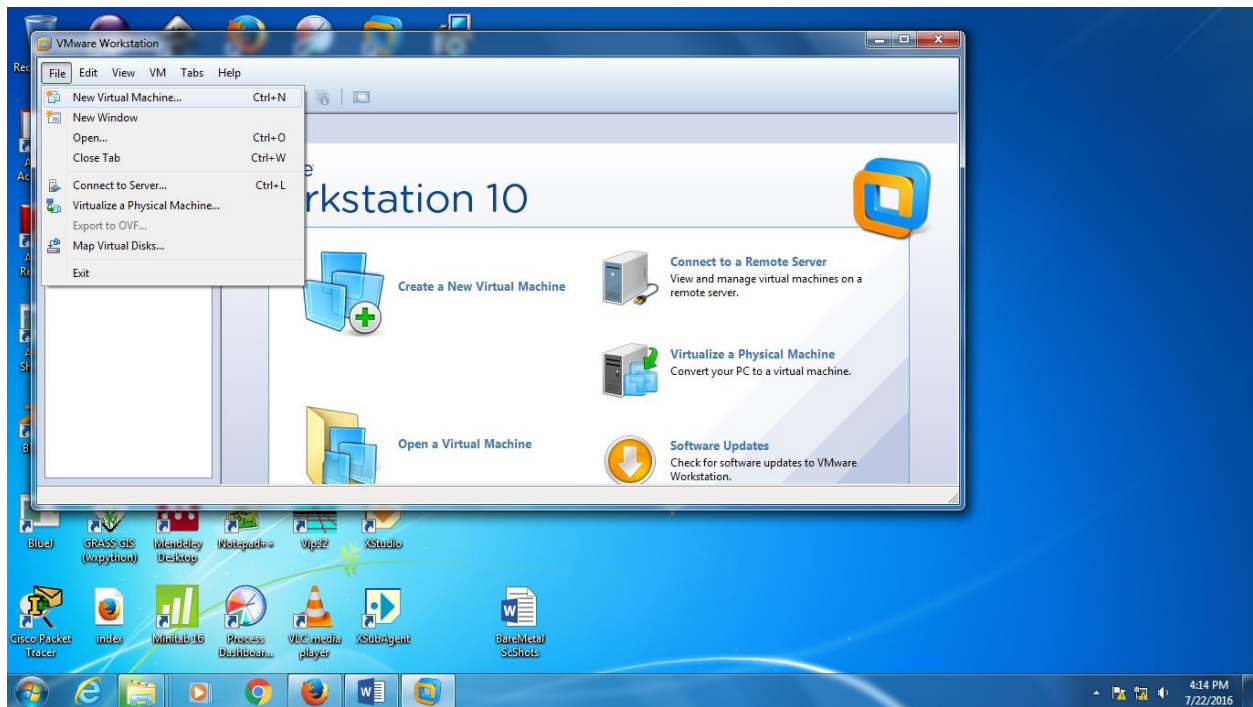 VMware Workstation
File Edit View VM Tabs Help
New Virtual Machine... Ctrl+N
New Window
Open... Ctrl+O
Close Tab Ctrl+W
Connect to Server... Ctrl+L
Virtualize a Physical Machine...
Export to OVF...
Map Virtual Disks...
Exit
rkstation 10
Create a New Virtual Machine
Connect to a Remote Server
View and manage virtual machines on a
remote server.
Virtualize a Physical Machine
Convert your PC to a virtual machine.
Open a Virtual Machine
Software Updates
Check for software updates to VMware
Workstation.
BlueJ
GRASS GIS
(wxpython)
Mendeley
Desktop
Notepad++
Vip32
XStudio
Cisco Packet
Tracer
index
Minitab 16
Process
Dashboar...
VLC media
player
XSubAgent
BareMetal
ScShots
4:14 PM
7/22/2016